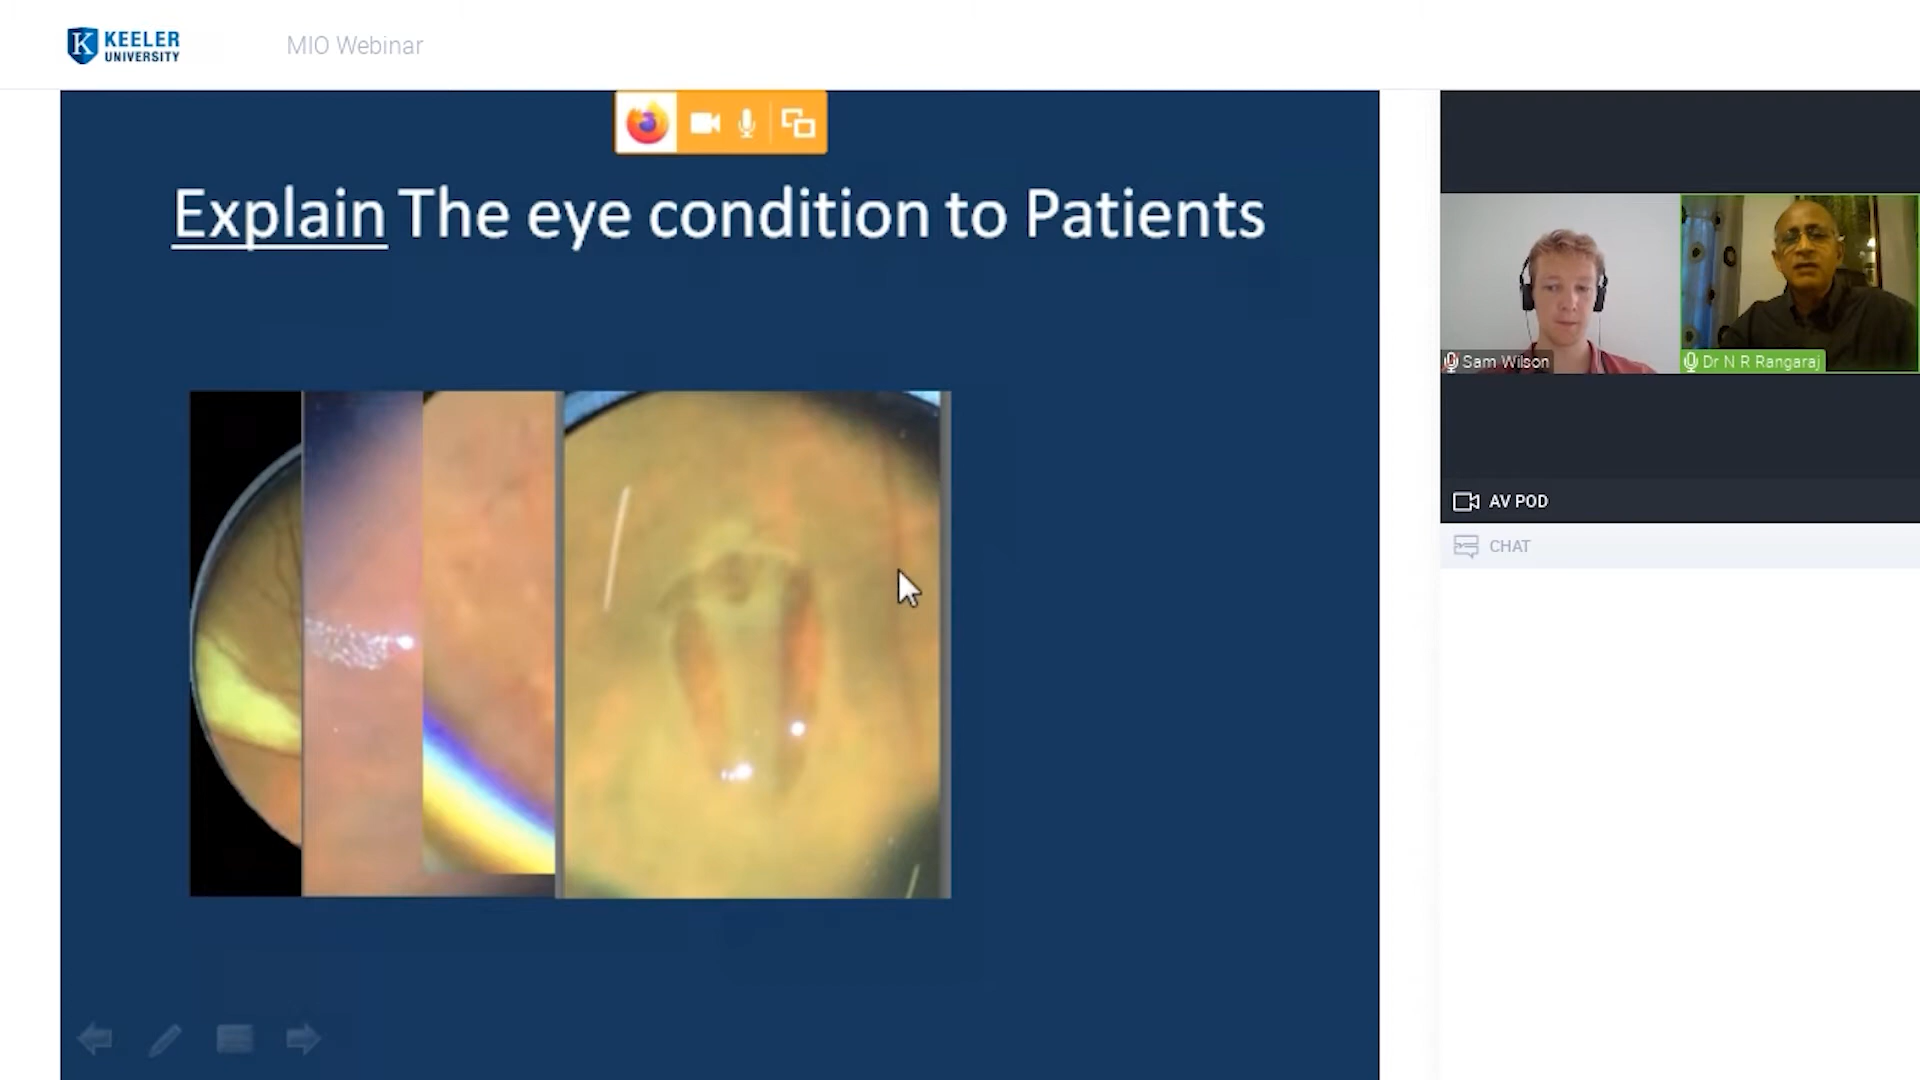 KEELER
UNIVERSITY
MIO Webinar
Explain The eye condition to Patients
Sam Wilson
Dr N R Rangaraj
AV POD
CHAT